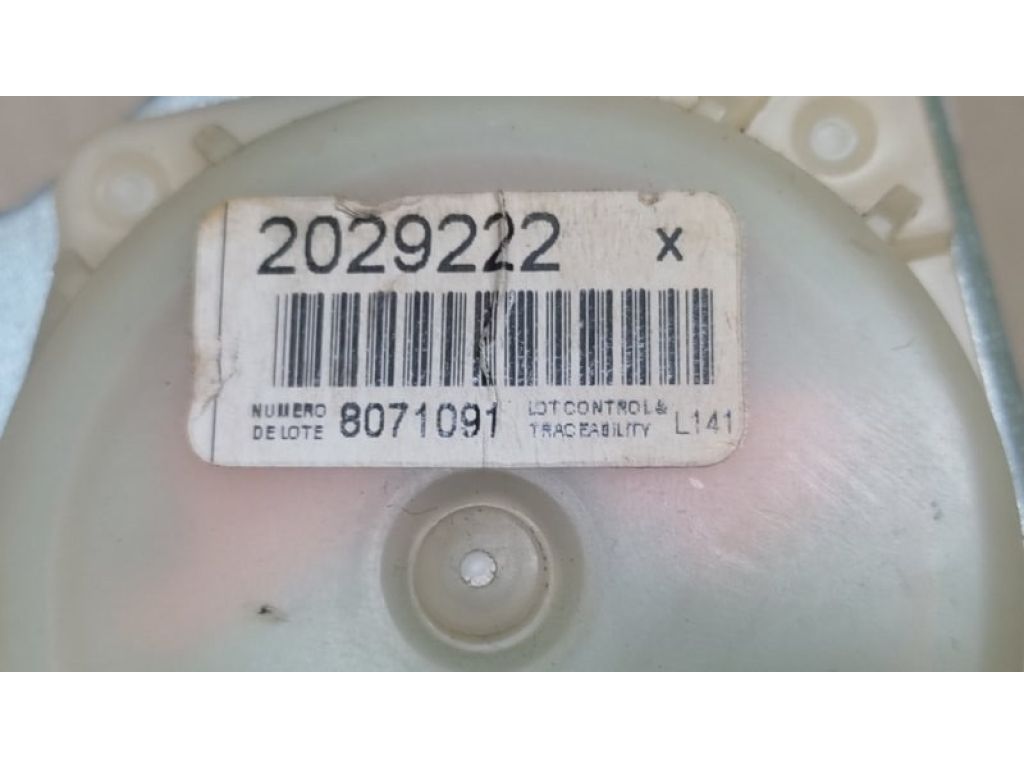 2029222 X
NUMERO 8071091 LOT CONTROL &
DE LOTE TRACEABILITY L141